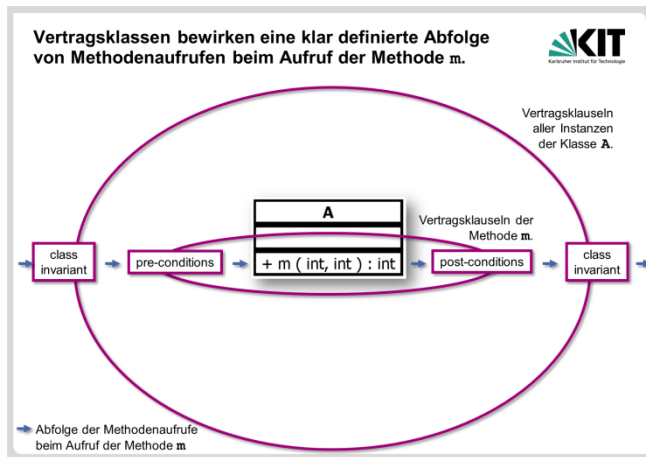 Vertragsklassen bewirken eine klar definierte Abfolge
von Methodenaufrufen beim Aufruf der Methode m.
KIT
Karlsruher Institut für Technologie
Vertragsklauseln
aller Instanzen
der Klasse A.
A
Vertragsklauseln der
Methode m.
class
invariant
pre-conditions
+ m ( int, int ) : int
post-conditions
class
invariant
Abfolge der Methodenaufrufe
beim Aufruf der Methode m